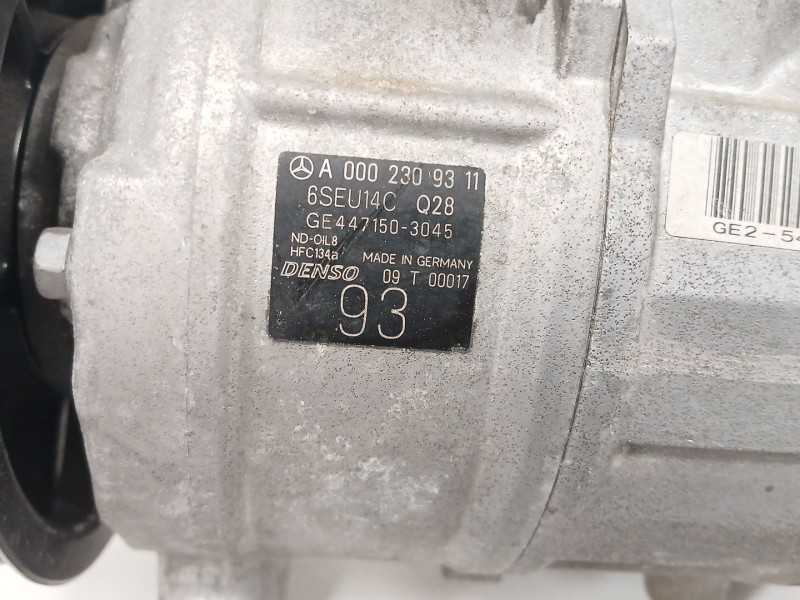 A 000 230 93 11
6SEU14C Q28
GE447150-3045
ND-OIL8
HFC134a MADE IN GERMANY
DENSO 09 T 00017
93
GE2-54